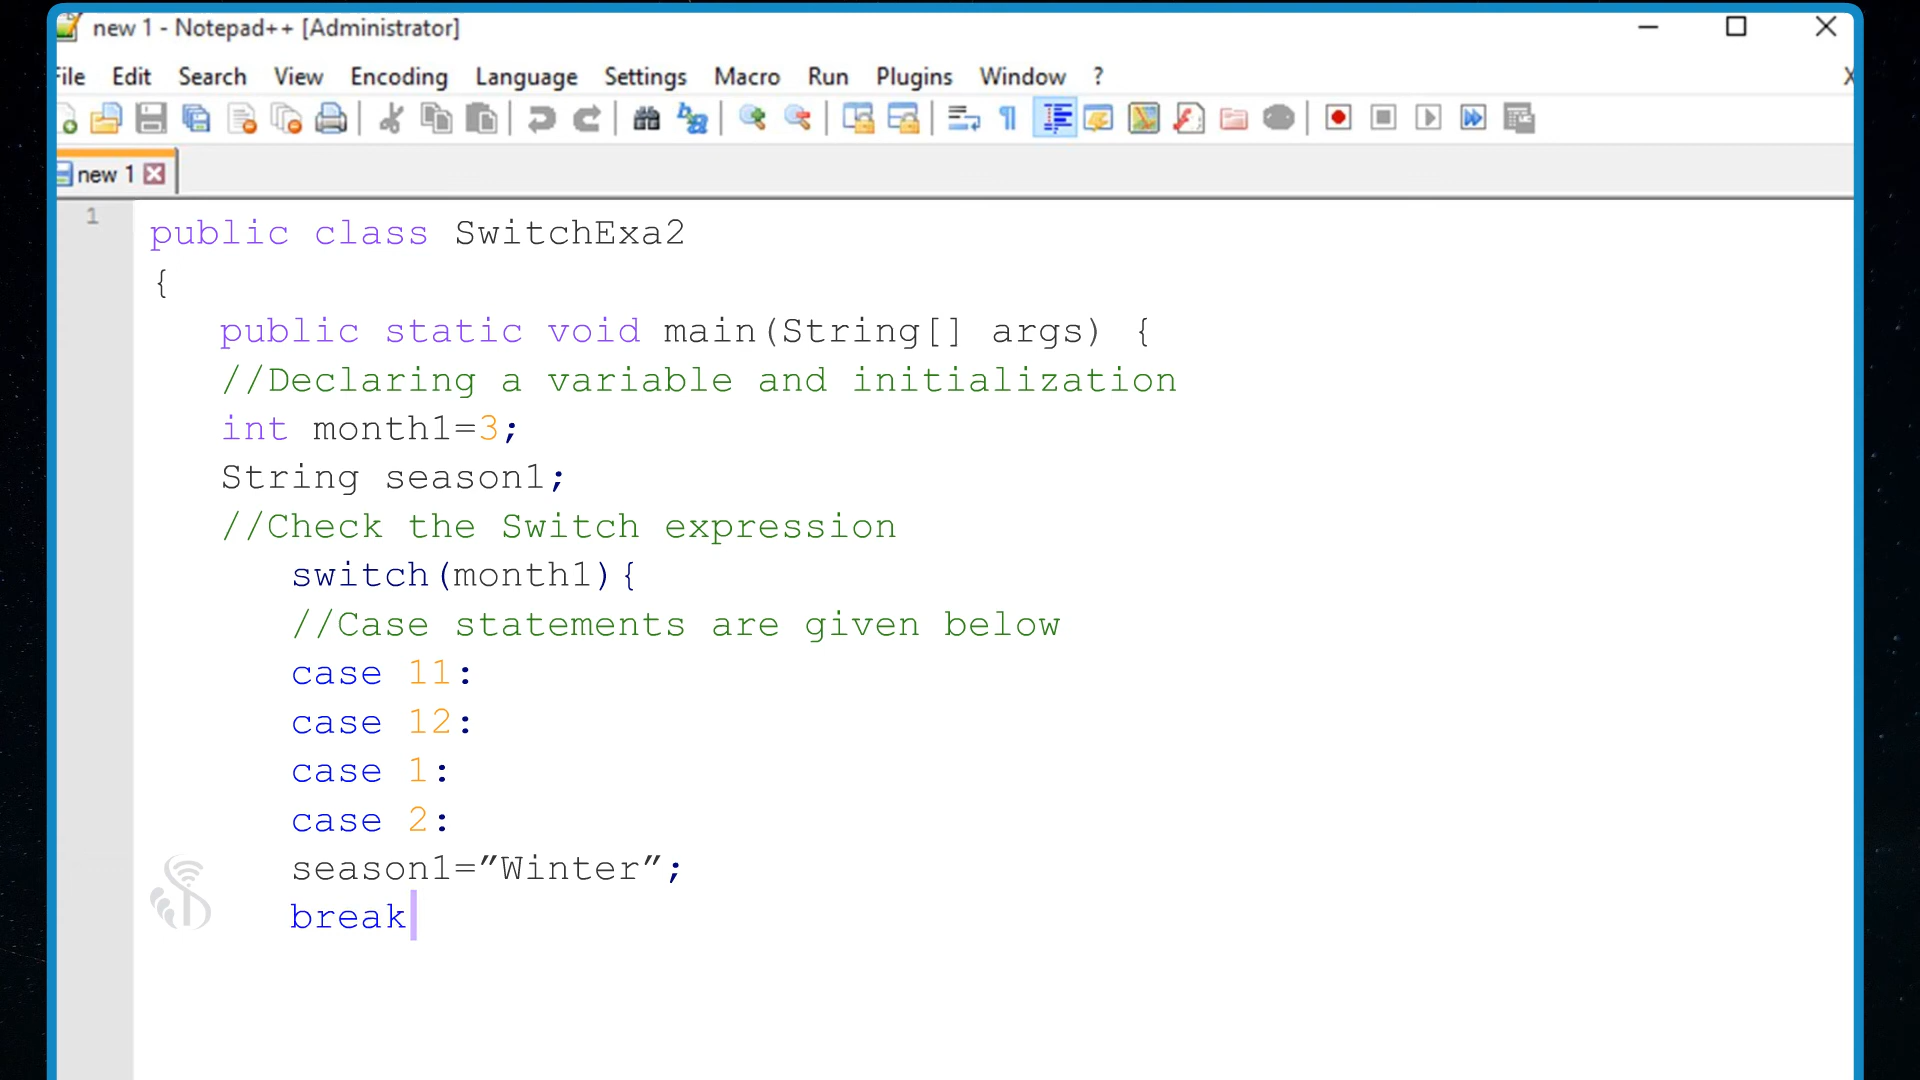 new 1 - Notepad++ [Administrator]
File Edit Search View Encoding Language Settings Macro Run Plugins Window ? X
new 1
1
public class SwitchExa2
{
public static void main(String[] args) {
//Declaring a variable and initialization
int month1=3;
String season1;
//Check the Switch expression
switch(month1){
//Case statements are given below
case 11:
case 12:
case 1:
case 2:
season1=”Winter”;
break